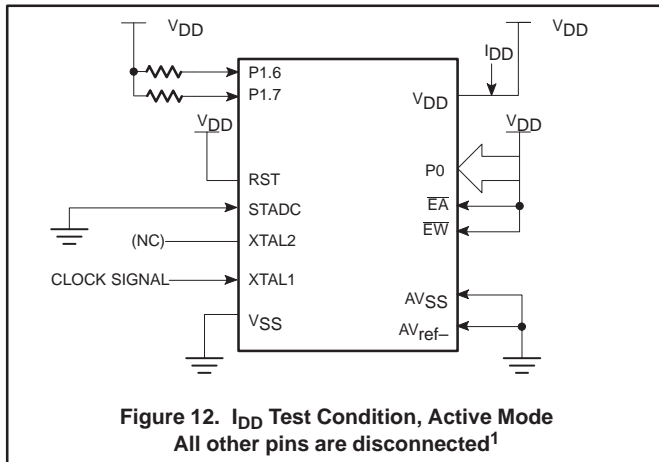 VDD
VDD
IDD
P1.6
P1.7
VDD
VDD
VDD
P0
RST
EA
STADC
EW
(NC)
XTAL2
CLOCK SIGNAL
XTAL1
AVSS
VSS
AVref–
Figure 12. IDD Test Condition, Active Mode
All other pins are disconnected1